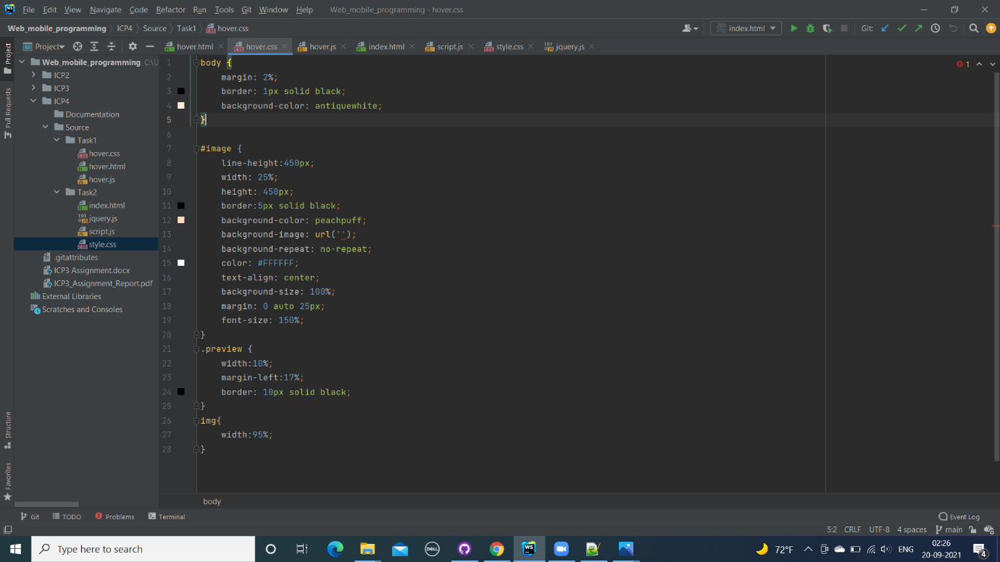 WS File Edit View Navigate Code Refactor Run Tools Git Window Help Web_mobile_programming - hover.css
Web_mobile_programming ICP4 Source Task1 hover.css index.html Git:
Project hover.html hover.css hover.js index.html script.js style.css jquery.js
Project
Pull Requests
Structure
Favorites
Web_mobile_programming C:\U
ICP2
ICP3
ICP4
Documentation
Source
Task1
hover.css
hover.html
hover.js
Task2
index.html
jquery.js
script.js
style.css
.gitattributes
ICP3 Assignment.docx
ICP3_Assignment_Report.pdf
External Libraries
Scratches and Consoles
1 body { 1
2 margin: 2%;
3 border: 1px solid black;
4 background-color: antiquewhite;
5 }
6
7 #image {
8 line-height:450px;
9 width: 25%;
10 height: 450px;
11 border:5px solid black;
12 background-color: peachpuff;
13 background-image: url('');
14 background-repeat: no-repeat;
15 color: #FFFFFF;
16 text-align: center;
17 background-size: 100%;
18 margin: 0 auto 25px;
19 font-size: 150%;
20 }
21 .preview {
22 width:10%;
23 margin-left:17%;
24 border: 10px solid black;
25 }
26 img{
27 width:95%;
28 }
body
Git TODO Problems Terminal Event Log
5:2 CRLF UTF-8 4 spaces main
Type here to search DELL WS 72°F ENG 02:26
20-09-2021 4